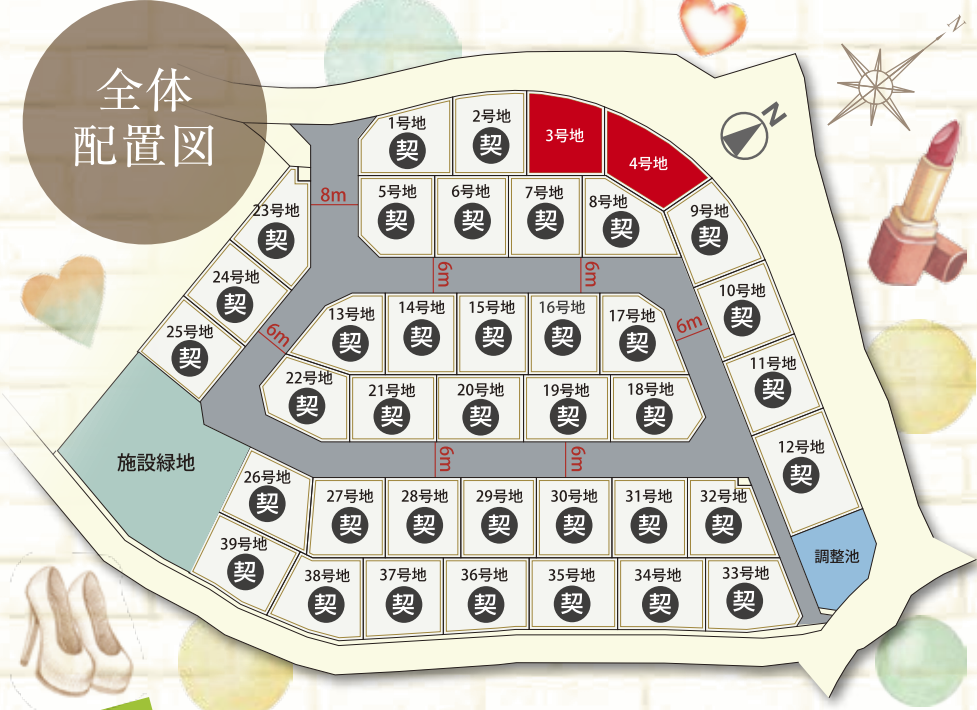 全体
配置図
N
N
1号地
契
2号地
契
3号地
4号地
8m
5号地
契
6号地
契
7号地
契
8号地
契
9号地
契
23号地
契
24号地
契
25号地
契
6m
6m
6m
6m
10号地
契
11号地
契
12号地
契
13号地
契
14号地
契
15号地
契
16号地
契
17号地
契
22号地
契
21号地
契
20号地
契
19号地
契
18号地
契
6m
6m
施設緑地
26号地
契
27号地
契
28号地
契
29号地
契
30号地
契
31号地
契
32号地
契
調整池
39号地
契
38号地
契
37号地
契
36号地
契
35号地
契
34号地
契
33号地
契